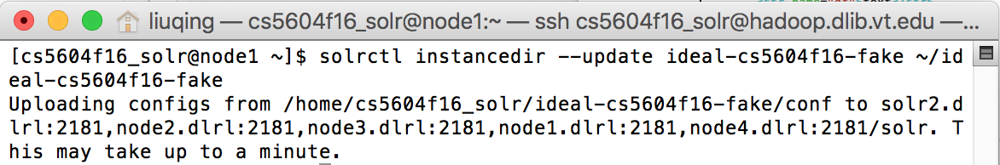 liuqing — cs5604f16_solr@node1:~ — ssh cs5604f16_solr@hadoop.dlib.vt.edu —...
[cs5604f16_solr@node1 ~]$ solrctl instancedir --update ideal-cs5604f16-fake ~/id
eal-cs5604f16-fake
Uploading configs from /home/cs5604f16_solr/ideal-cs5604f16-fake/conf to solr2.d
lrl:2181,node2.dlrl:2181,node3.dlrl:2181,node1.dlrl:2181,node4.dlrl:2181/solr. T
his may take up to a minute.